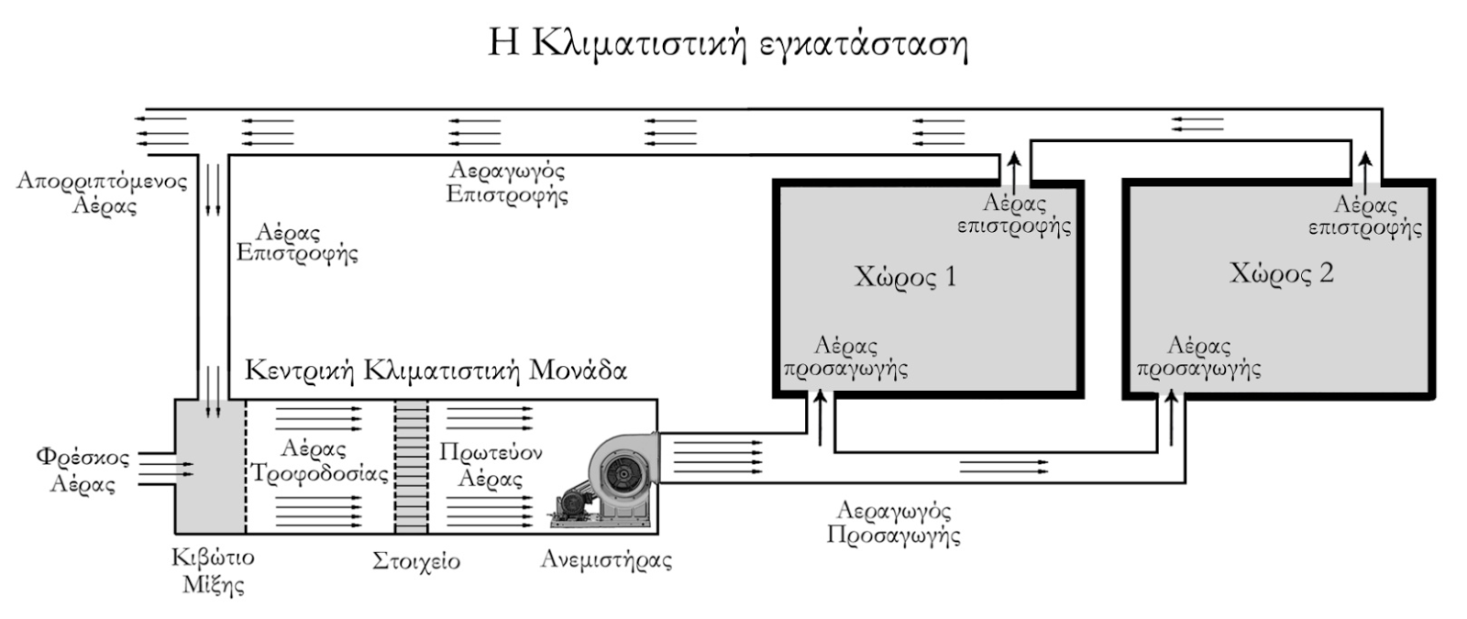 Η Κλιματιστική εγκατάσταση
Απορριπτόμενος
Αέρας
Αεραγωγός
Επιστροφής
Αέρας
Επιστροφής
Αέρας
επιστροφής
Αέρας
επιστροφής
Χώρος 1
Χώρος 2
Αέρας
προσαγωγής
Αέρας
προσαγωγής
Κεντρική Κλιματιστική Μονάδα
Φρέσκος
Αέρας
Αέρας
Τροφοδοσίας
Πρωτεύον
Αέρας
Αεραγωγός
Προσαγωγής
Κιβώτιο
Μίξης
Στοιχείο
Ανεμιστήρας